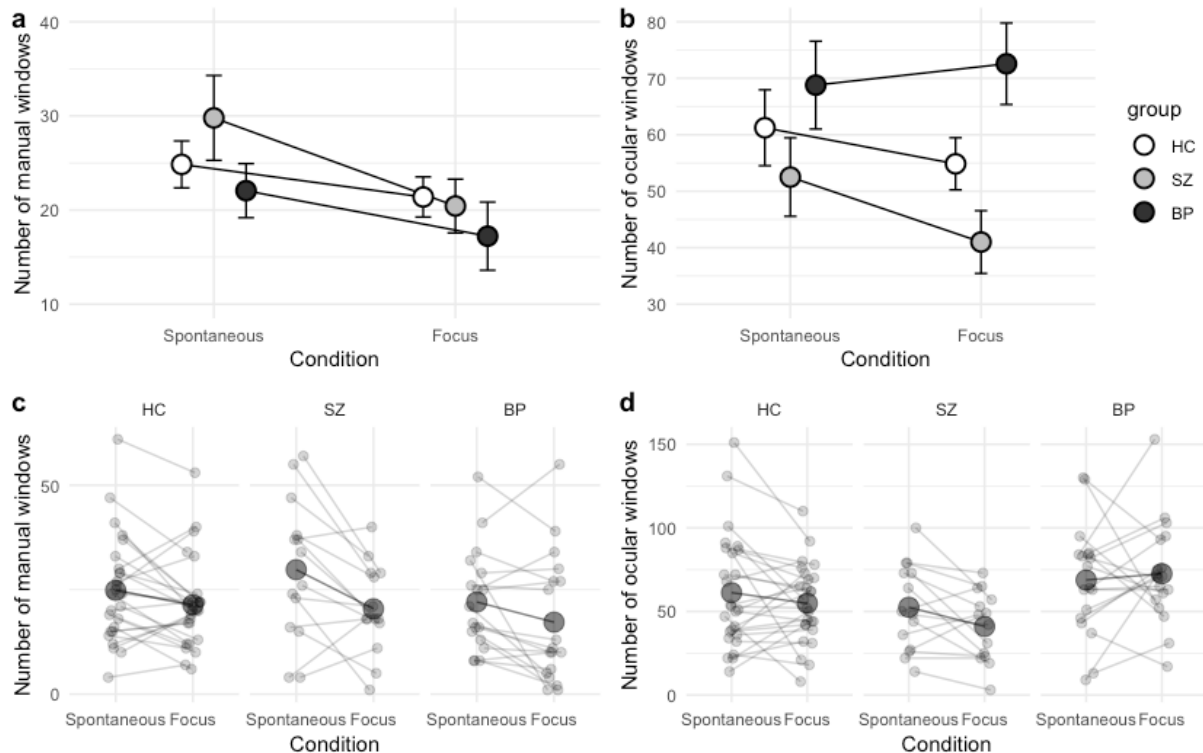 a
Number of manual windows
40
30
20
10
Spontaneous Focus
Condition
b
Number of ocular windows
80
70
60
50
40
30
Spontaneous Focus
Condition
group
HC
SZ
BP
c
HC SZ BP
Number of manual windows
50
0
Spontaneous Focus Spontaneous Focus Spontaneous Focus
Condition
d
HC SZ BP
Number of ocular windows
150
100
50
0
Spontaneous Focus Spontaneous Focus Spontaneous Focus
Condition